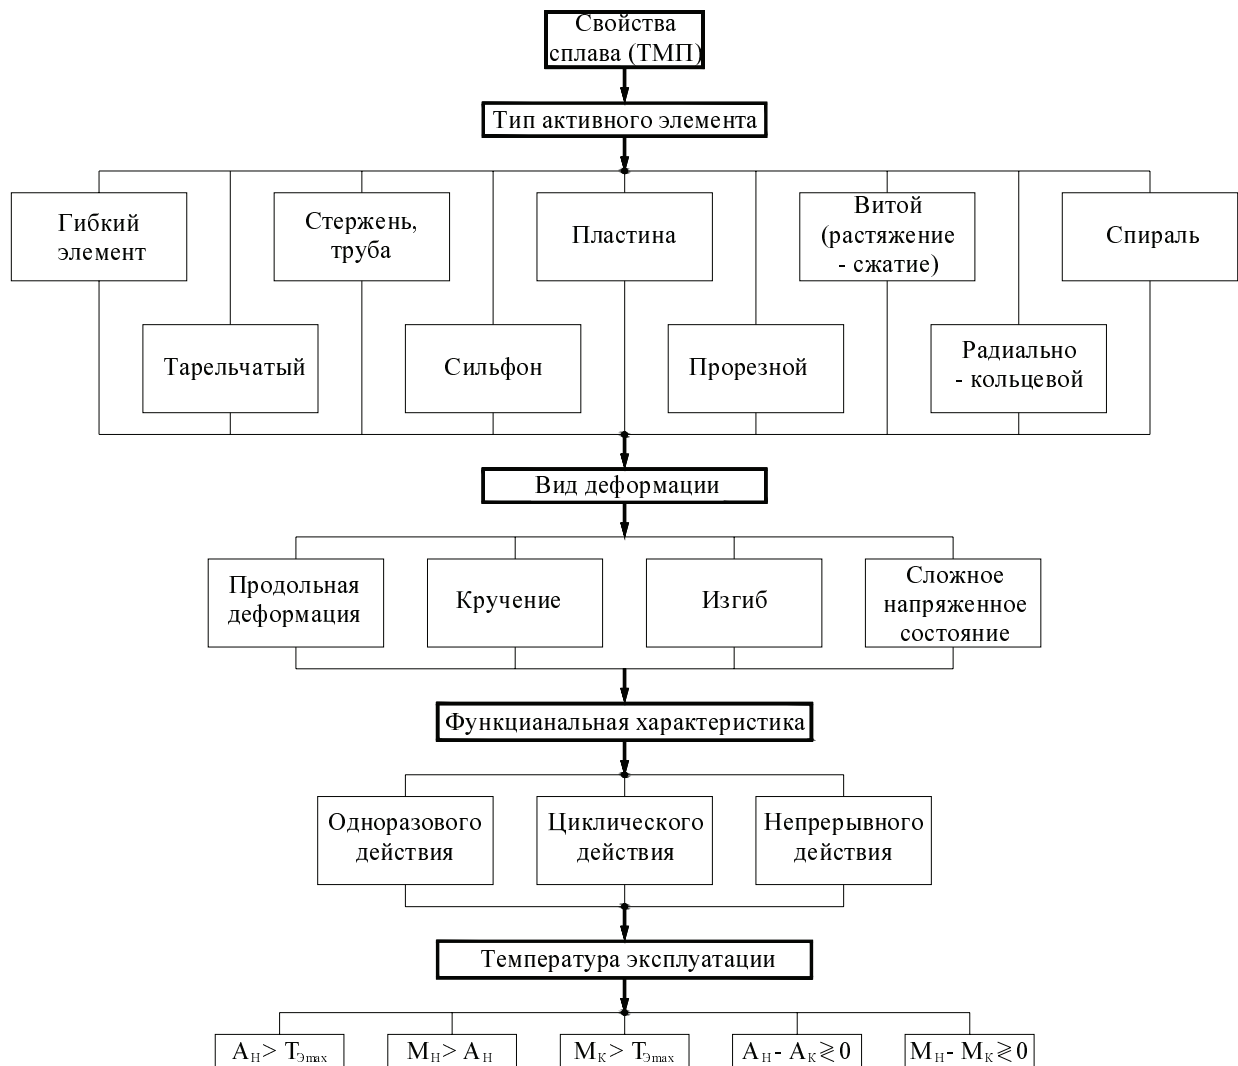 Свойства
сплава (ТМП)
Тип активного элемента
Гибкий
элемент
Стержень,
труба
Пластина
Витой
(растяжение
- сжатие)
Спираль
Тарельчатый
Сильфон
Прорезной
Радиально
- кольцевой
Вид деформации
Продольная
деформация
Кручение
Изгиб
Сложное
напряженное
состояние
Функцианальная характеристика
Одноразового
действия
Циклического
действия
Непрерывного
действия
Температура эксплуатации
Aн > Tэmax
Mн > Aн
Mк > Tэmax
Aн - Aк ⪌ 0
Mн - Mк ⪌ 0